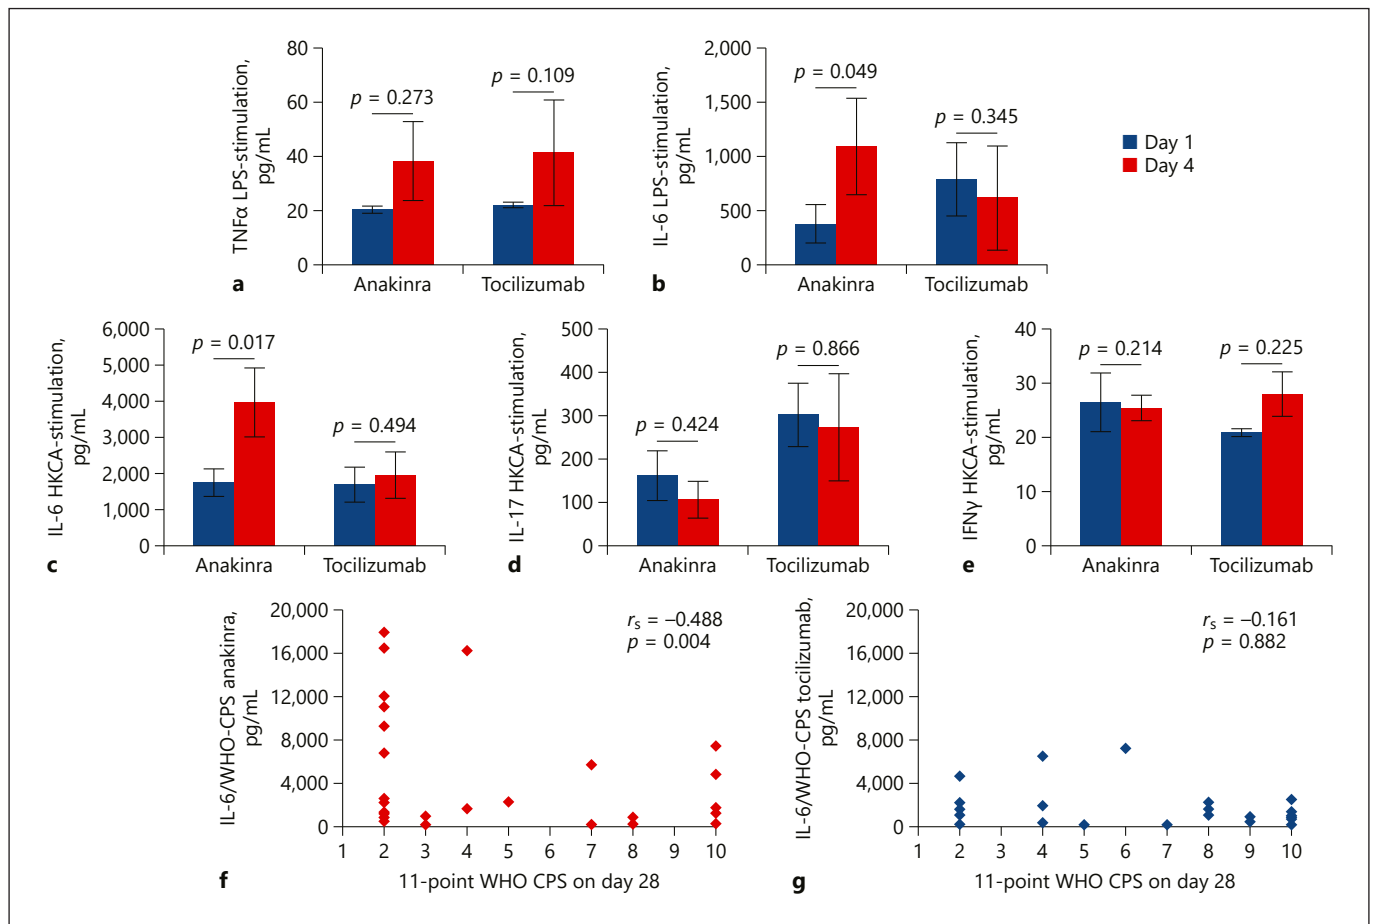 TNFα LPS-stimulation,
pg/mL
80
60
40
20
0
p = 0.273
p = 0.109
Anakinra
Tocilizumab
a
IL-6 LPS-stimulation,
pg/mL
2,000
1,500
1,000
500
0
p = 0.049
p = 0.345
Anakinra
Tocilizumab
b
Day 1
Day 4
IL-6 HKCA-stimulation,
pg/mL
6,000
5,000
4,000
3,000
2,000
1,000
0
p = 0.017
p = 0.494
Anakinra
Tocilizumab
c
IL-17 HKCA-stimulation,
pg/mL
500
400
300
200
100
0
p = 0.424
p = 0.866
Anakinra
Tocilizumab
d
IFNγ HKCA-stimulation,
pg/mL
40
30
20
10
0
p = 0.214
p = 0.225
Anakinra
Tocilizumab
e
IL-6/WHO-CPS anakinra,
pg/mL
20,000
16,000
12,000
8,000
4,000
0
rs = –0.488
p = 0.004
1 2 3 4 5 6 7 8 9 10
11-point WHO CPS on day 28
f
IL-6/WHO-CPS tocilizumab,
pg/mL
20,000
16,000
12,000
8,000
4,000
0
rs = –0.161
p = 0.882
1 2 3 4 5 6 7 8 9 10
11-point WHO CPS on day 28
g